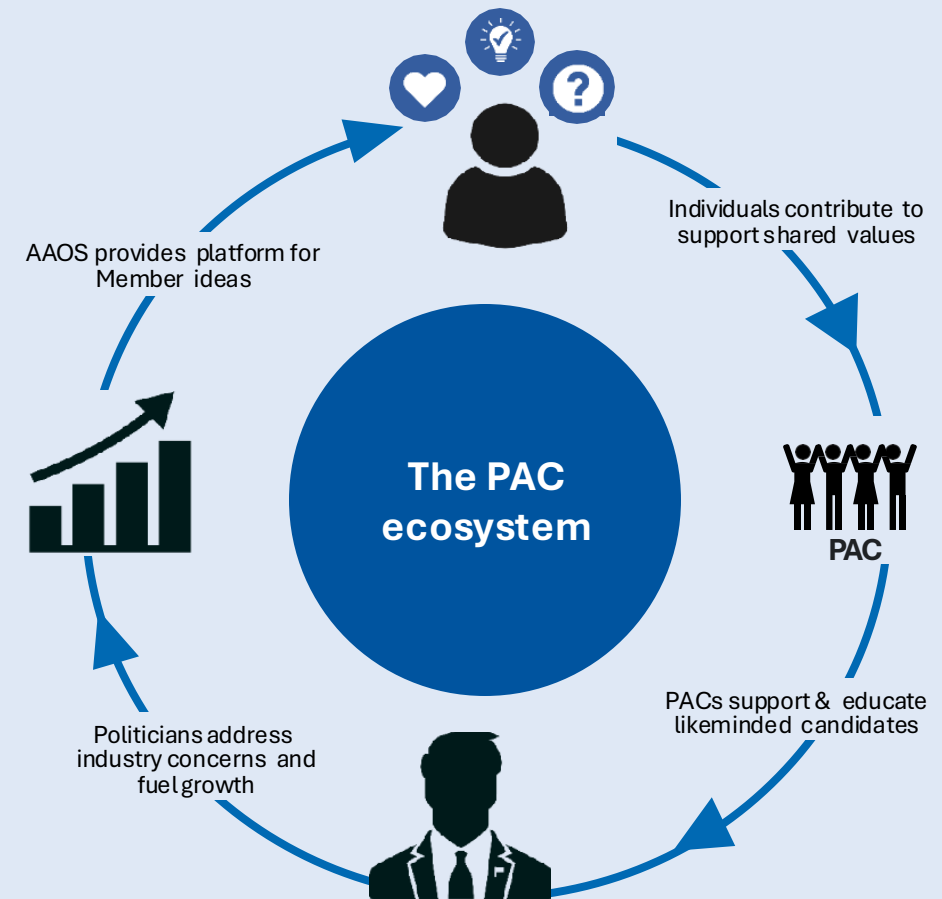 Individuals contribute to
support shared values
AAOS provides platform for
Member ideas
The PAC
ecosystem
PAC
PACs support & educate
likeminded candidates
Politicians address
industry concerns and
fuel growth